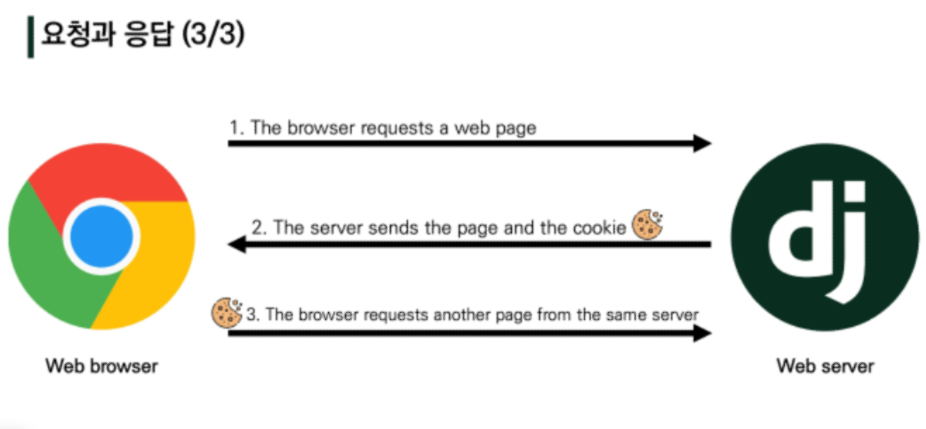 요청과 응답 (3/3)
1. The browser requests a web page
2. The server sends the page and the cookie
3. The browser requests another page from the same server
dj
Web browser
Web server